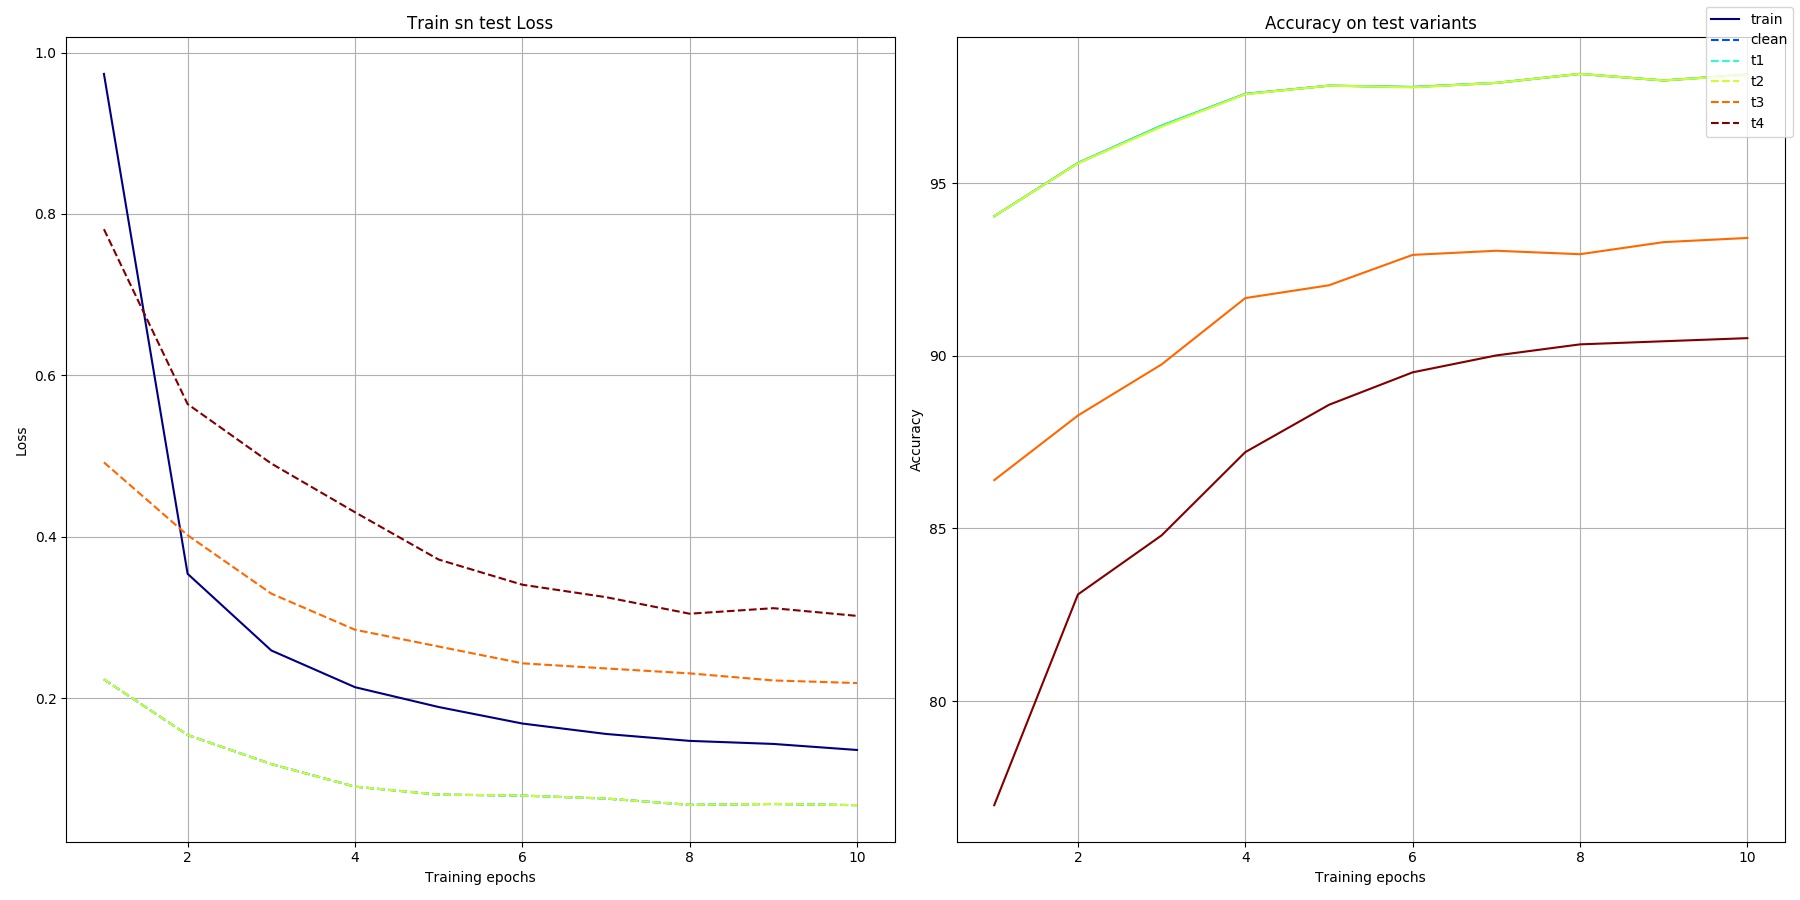 Train sn test Loss
1.0
0.8
0.6
0.4
0.2
Loss
2 4 6 8 10
Training epochs
Accuracy on test variants
95
90
85
80
Accuracy
2 4 6 8 10
Training epochs
train
clean
t1
t2
t3
t4